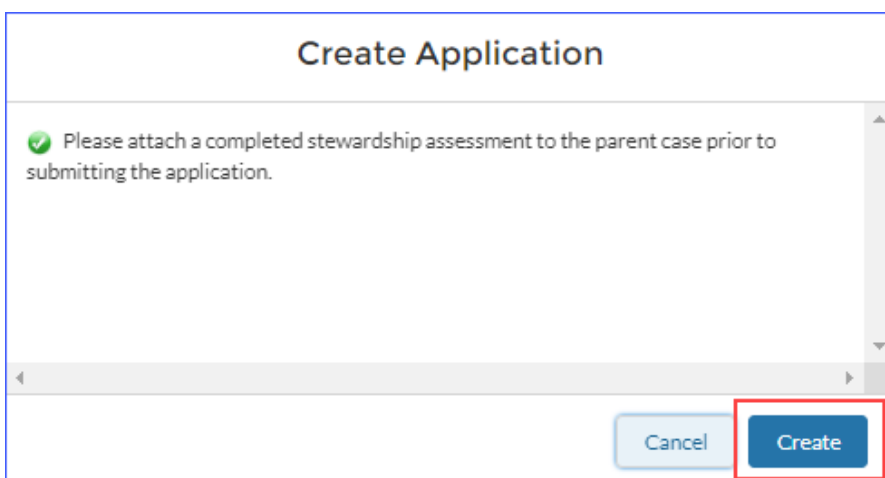 Create Application
Please attach a completed stewardship assessment to the parent case prior to
submitting the application.
Cancel
Create